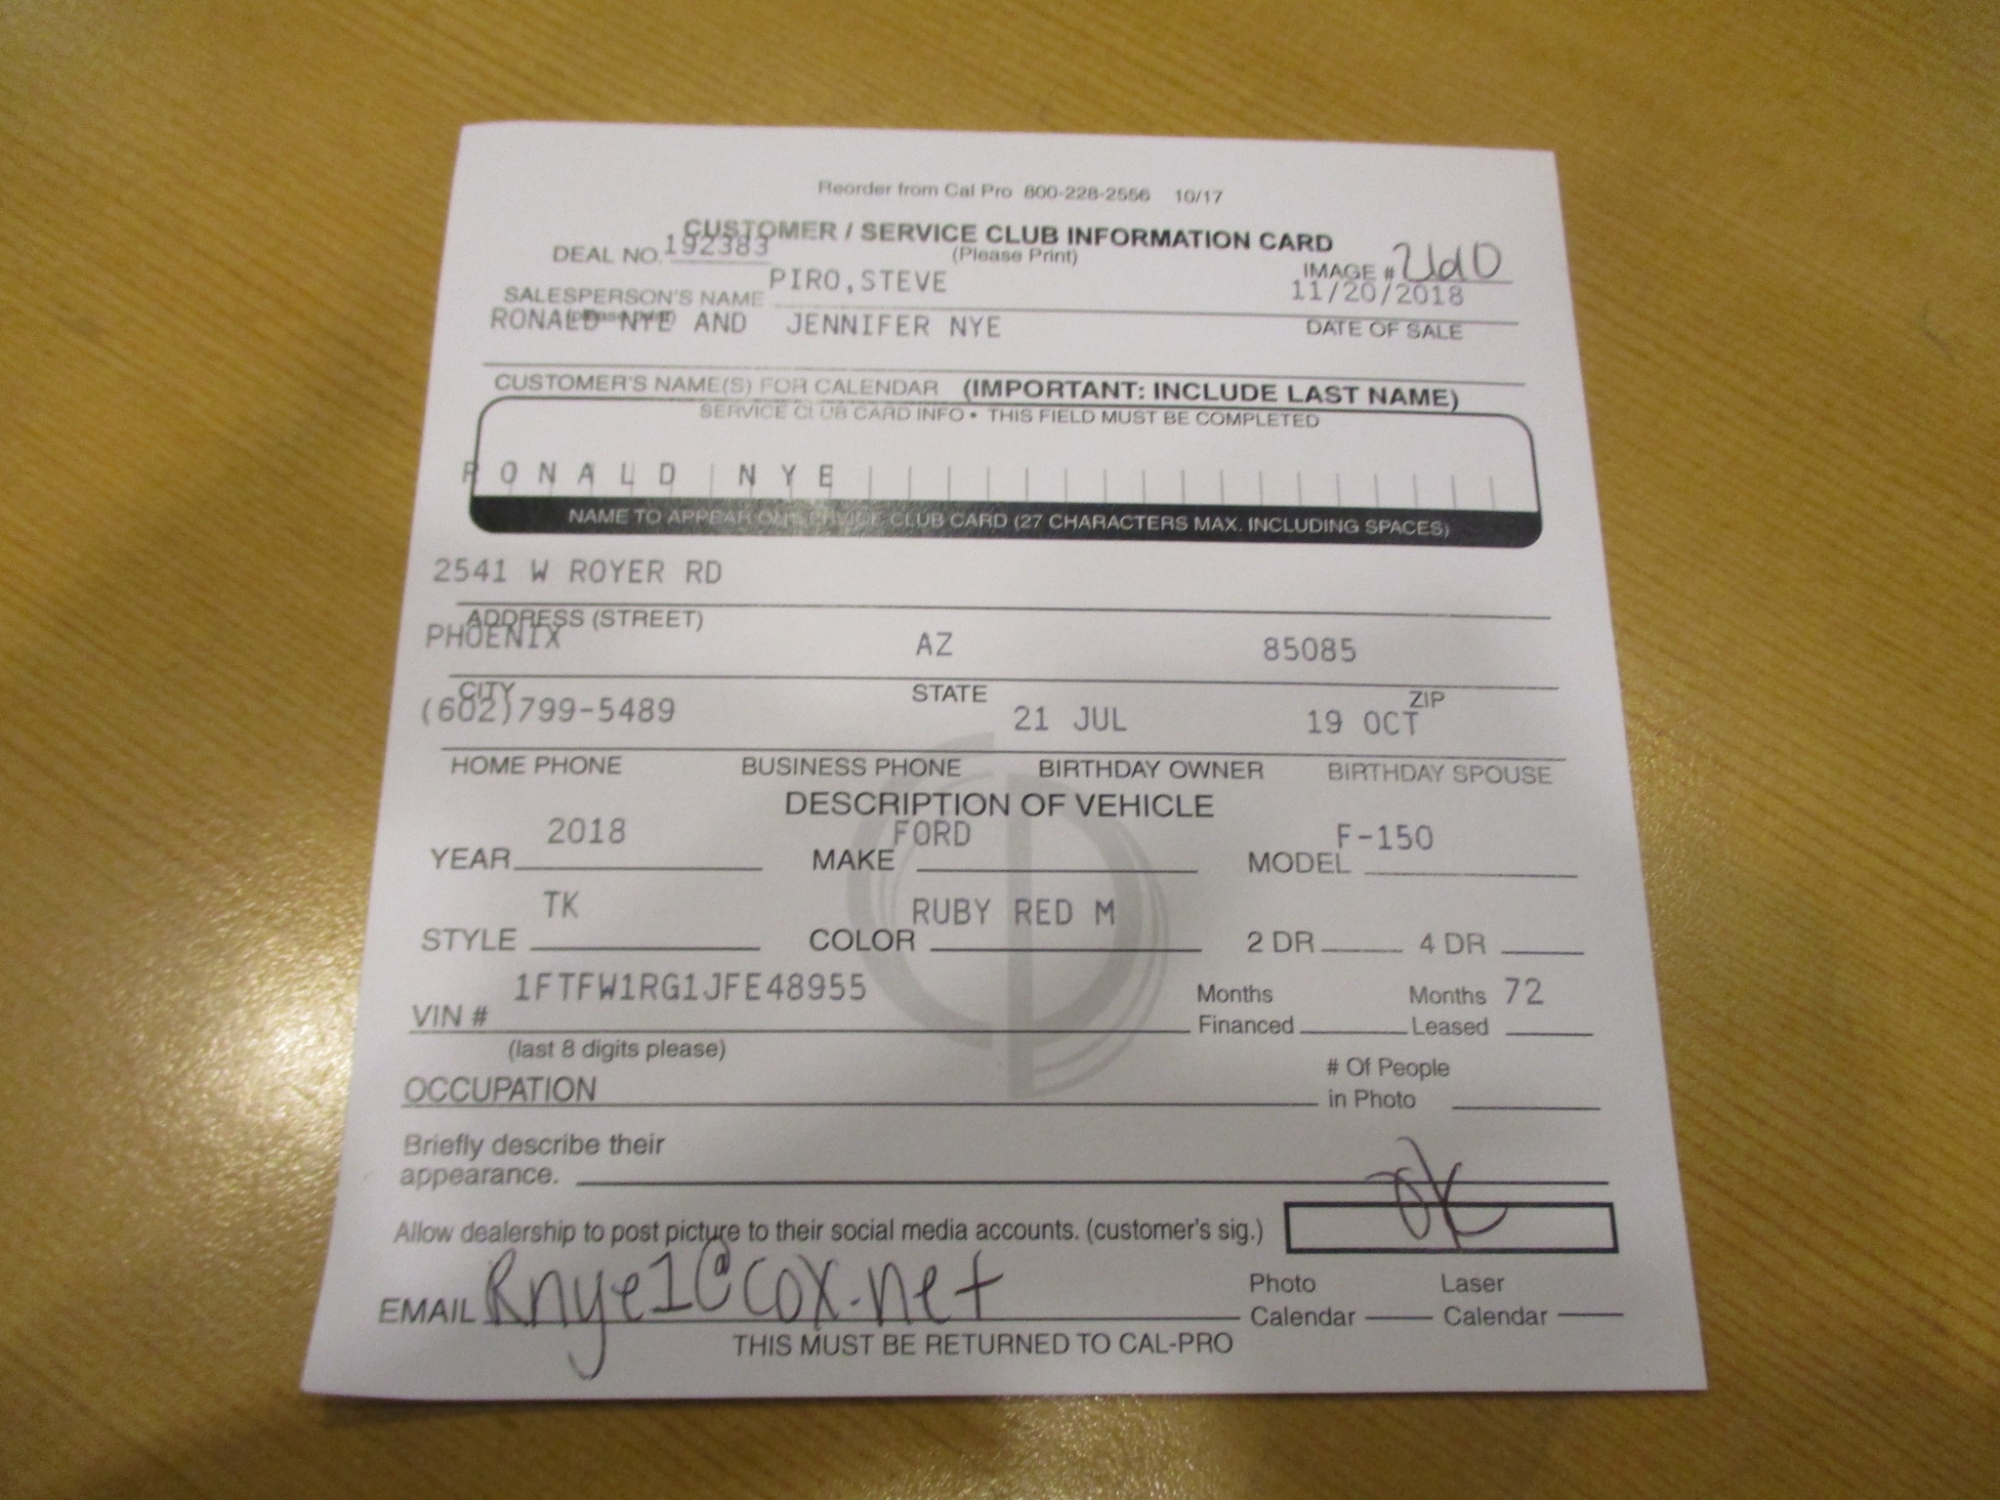 Reorder from Cal Pro 800-228-2556 10/17
CUSTOMER / SERVICE CLUB INFORMATION CARD
(Please Print)
DEAL NO. 192383
IMAGE #
PIRO,STEVE 11/20/2018
SALESPERSON'S NAME
(please print)
DATE OF SALE
RONALD NYE AND JENNIFER NYE
CUSTOMER'S NAME(S) FOR CALENDAR (IMPORTANT: INCLUDE LAST NAME)
SERVICE CLUB CARD INFO • THIS FIELD MUST BE COMPLETED
RONALD NYE
NAME TO APPEAR ON SERVICE CLUB CARD (27 CHARACTERS MAX. INCLUDING SPACES)
2541 W ROYER RD
ADDRESS (STREET)
PHOENIX AZ 85085
CITY STATE ZIP
(602)799-5489 21 JUL 19 OCT
HOME PHONE BUSINESS PHONE BIRTHDAY OWNER BIRTHDAY SPOUSE
DESCRIPTION OF VEHICLE
YEAR 2018 MAKE FORD MODEL F-150
STYLE TK COLOR RUBY RED M 2 DR 4 DR
VIN # 1FTFW1RG1JFE48955 Months Financed Months Leased 72
(last 8 digits please)
OCCUPATION # Of People in Photo
Briefly describe their
appearance.
Allow dealership to post picture to their social media accounts. (customer's sig.)
EMAIL Rnye1@cox.net Photo Calendar Laser Calendar
THIS MUST BE RETURNED TO CAL-PRO